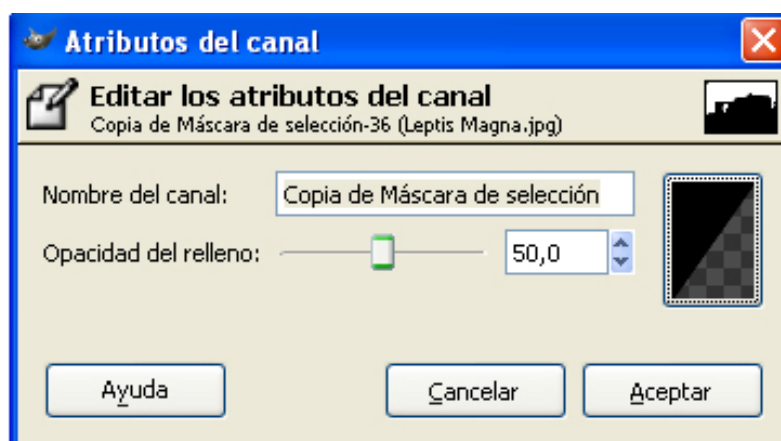 Atributos del canal
Editar los atributos del canal
Copia de Máscara de selección-36 (Leptis Magna.jpg)
Nombre del canal: Copia de Máscara de selección
Opacidad del relleno: 50,0
Ayuda Cancelar Aceptar